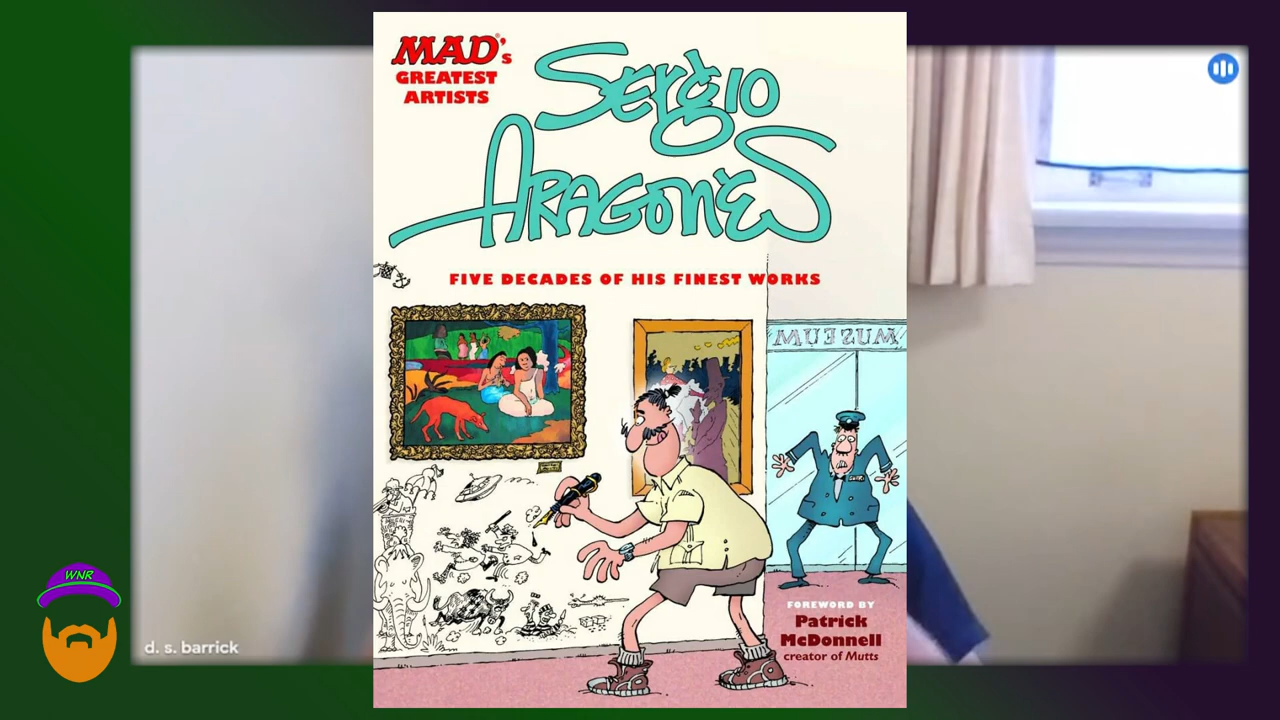 MAD's
GREATEST
ARTISTS
SERGIO
ARAGONÉS
FIVE DECADES OF HIS FINEST WORKS
MUSEUM
FOREWORD BY
Patrick
McDonnell
creator of Mutts
WNR
d. s. barrick